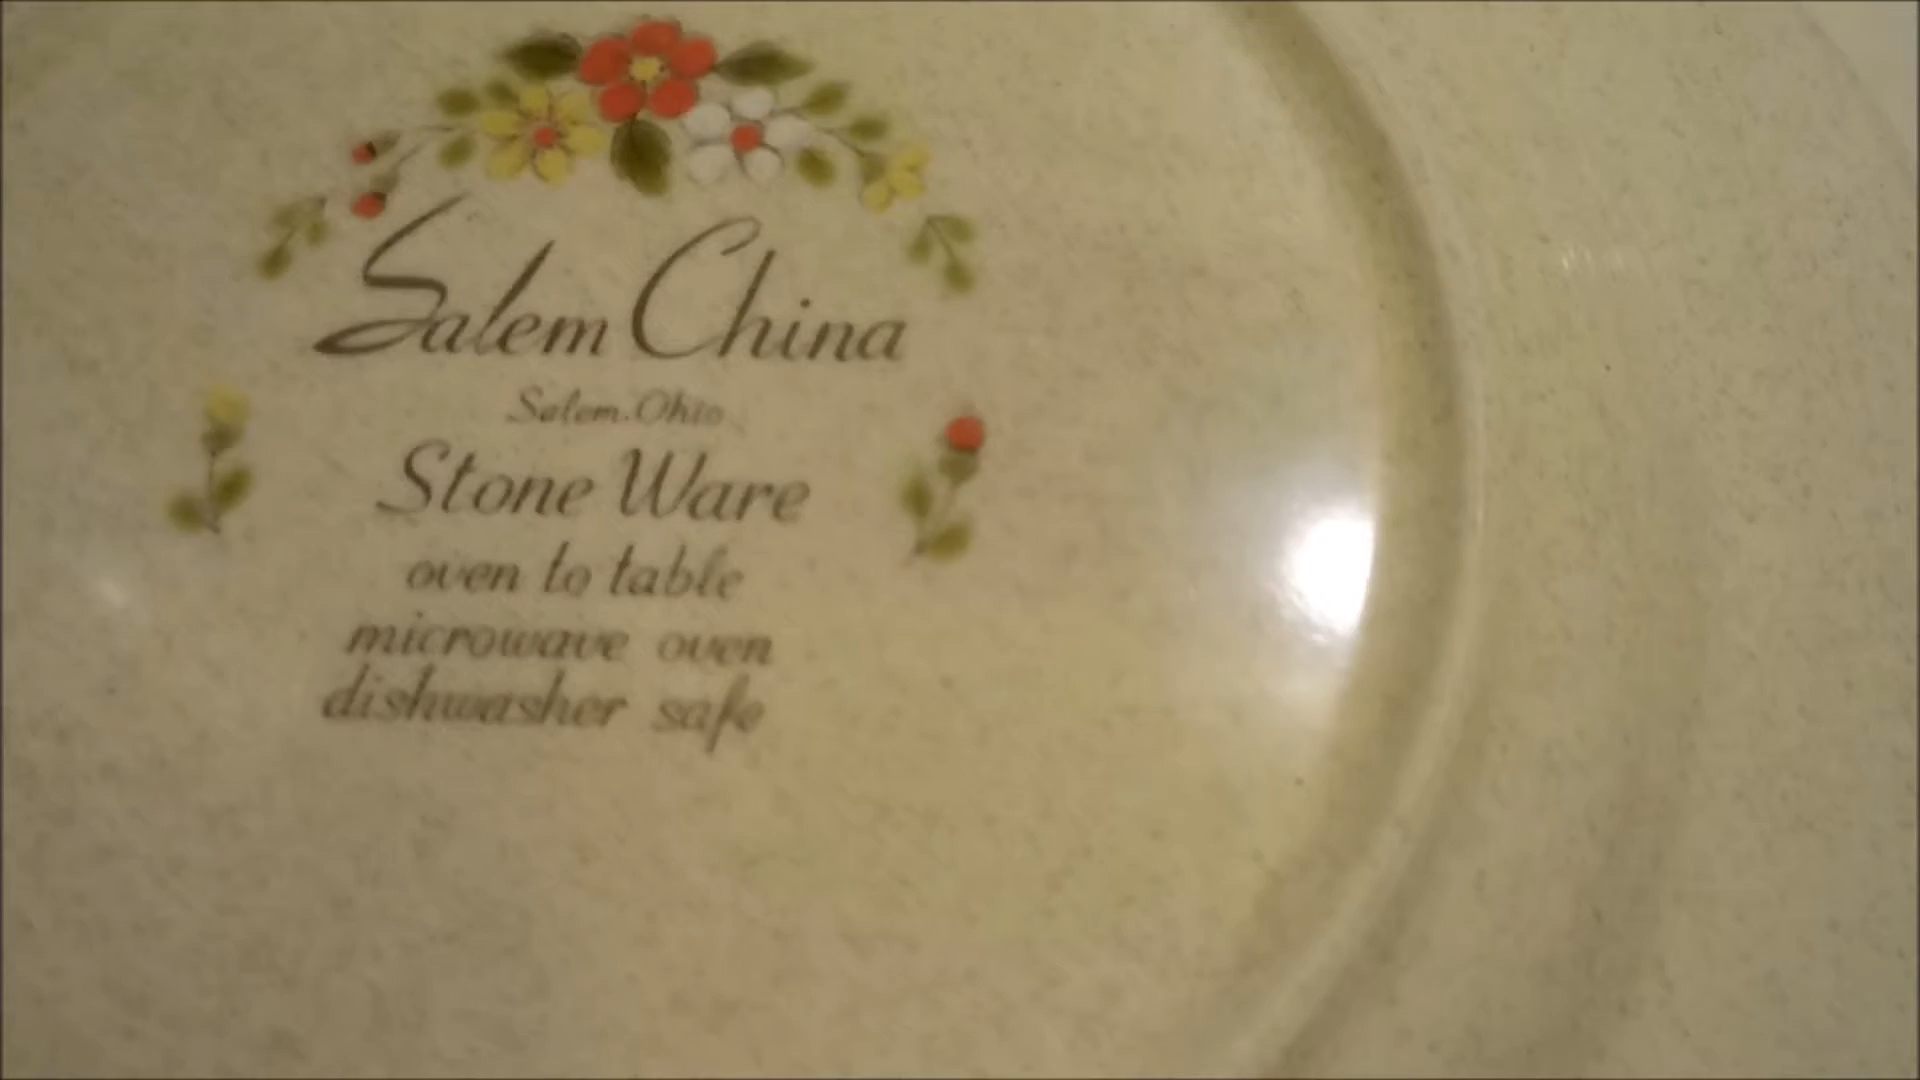 Salem China
Salem.Ohio
Stone Ware
oven to table
microwave oven
dishwasher safe